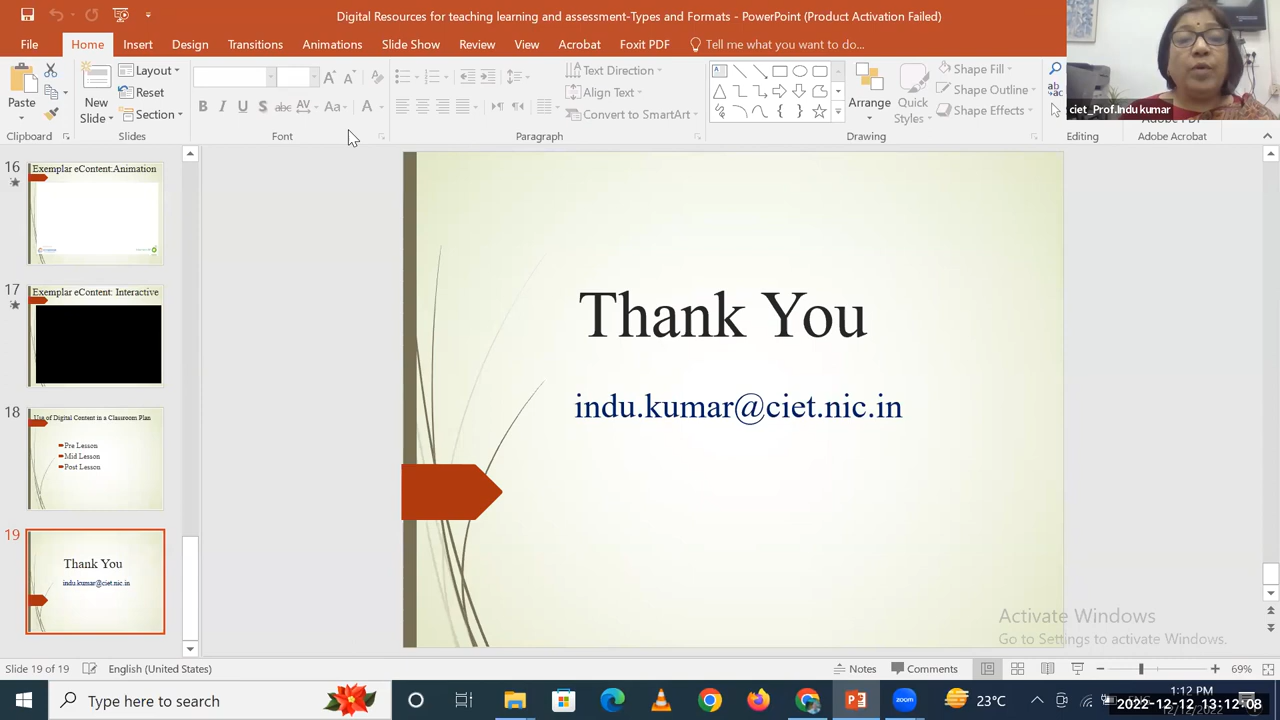 Digital Resources for teaching learning and assessment-Types and Formats - PowerPoint (Product Activation Failed)
File Home Insert Design Transitions Animations Slide Show Review View Acrobat Foxit PDF Tell me what you want to do...
Paste
New Slide
Layout
Reset
Section
B I U S abc AV Aa A
Text Direction
Align Text
Convert to SmartArt
Arrange
Quick Styles
Shape Fill
Shape Outline
Shape Effects
ciet_Prof.Indu kumar
Clipboard Slides Font Paragraph Drawing Editing Adobe Acrobat
16
Exemplar eContent:Animation
17
Exemplar eContent: Interactive
18
Use of Digital Content in a Classroom Plan
Pre Lesson
Mid Lesson
Post Lesson
19
Thank You
indu.kumar@ciet.nic.in
Thank You
indu.kumar@ciet.nic.in
Activate Windows
Go to Settings to activate Windows.
Slide 19 of 19 English (United States) Notes Comments 69%
Type here to search
zoom
23°C
1:12 PM
2022-12-12 13:12:08